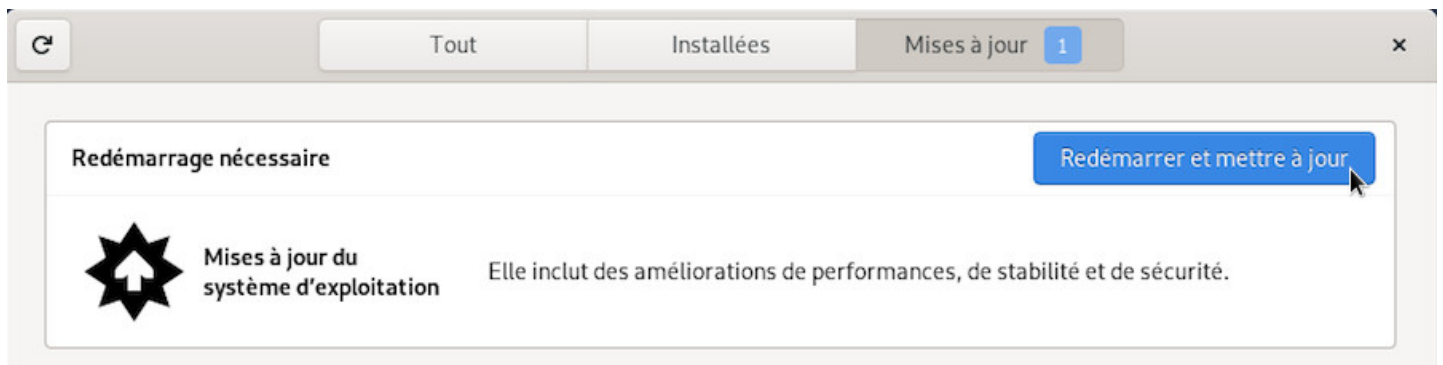 Tout
Installées
Mises à jour 1
Redémarrage nécessaire
Redémarrer et mettre à jour
Mises à jour du
système d'exploitation
Elle inclut des améliorations de performances, de stabilité et de sécurité.